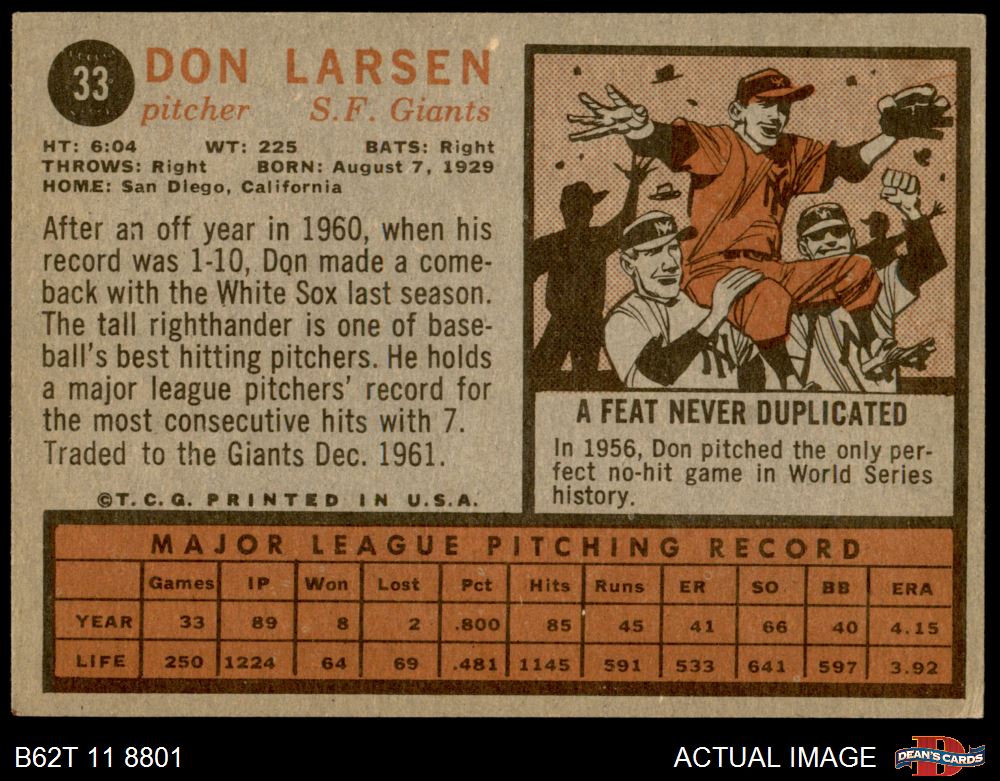 33
DON LARSEN
pitcher S.F. Giants
HT: 6:04 WT: 225 BATS: Right
THROWS: Right BORN: August 7, 1929
HOME: San Diego, California
After an off year in 1960, when his
record was 1-10, Don made a come-
back with the White Sox last season.
The tall righthander is one of base-
ball's best hitting pitchers. He holds
a major league pitchers' record for
the most consecutive hits with 7.
Traded to the Giants Dec. 1961.
©T.C.G. PRINTED IN U.S.A.
A FEAT NEVER DUPLICATED
In 1956, Don pitched the only per-
fect no-hit game in World Series
history.
MAJOR LEAGUE PITCHING RECORD
Games IP Won Lost Pct Hits Runs ER SO BB ERA
YEAR 33 89 8 2 .800 85 45 41 66 40 4.15
LIFE 250 1224 64 69 .481 1145 591 533 641 597 3.92
B62T 11 8801 ACTUAL IMAGE DEAN'S CARDS